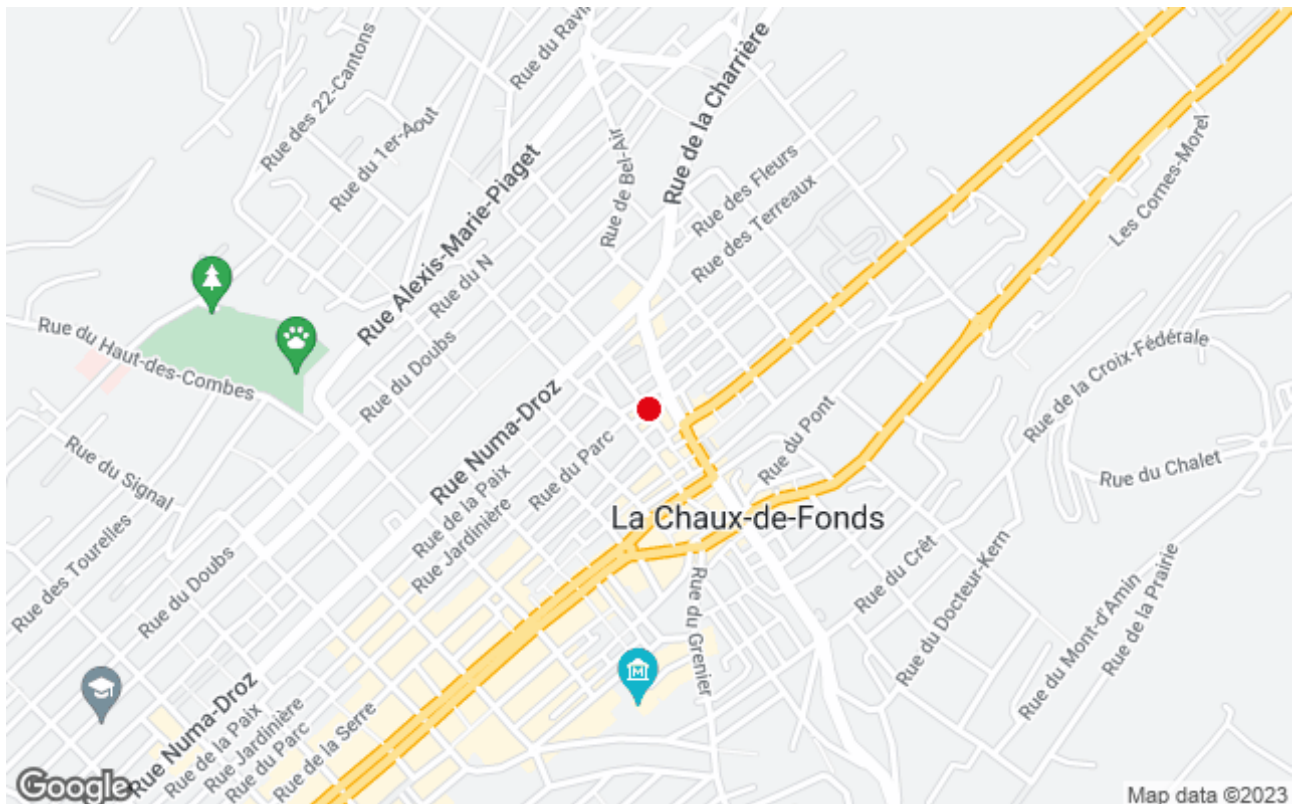 Rue du Ravi
Rue de la Charrière
Rue des 22-Cantons
Rue du 1er-Aout
Rue de Bel-Air
Les Cornes-Morel
Rue des Fleurs
Rue Alexis-Marie-Piaget
Rue des Terreaux
Rue du N
Rue du Haut-des-Combes
Rue du Doubs
Rue de la Croix-Fédérale
Rue Numa-Droz
Rue du Pont
Rue du Parc
Rue du Signal
Rue de la Paix
Rue du Chalet
La Chaux-de-Fonds
Rue Jardinière
Rue des Tourelles
Rue du Doubs
Rue du Crêt
Rue du Docteur-Kern
Rue du Grenier
Rue du Mont-d'Amin
Rue de la Prairie
Rue Numa-Droz
Rue de la Paix
Rue Jardinière
Rue du Parc
Rue de la Serre
M
Google
Map data ©2023